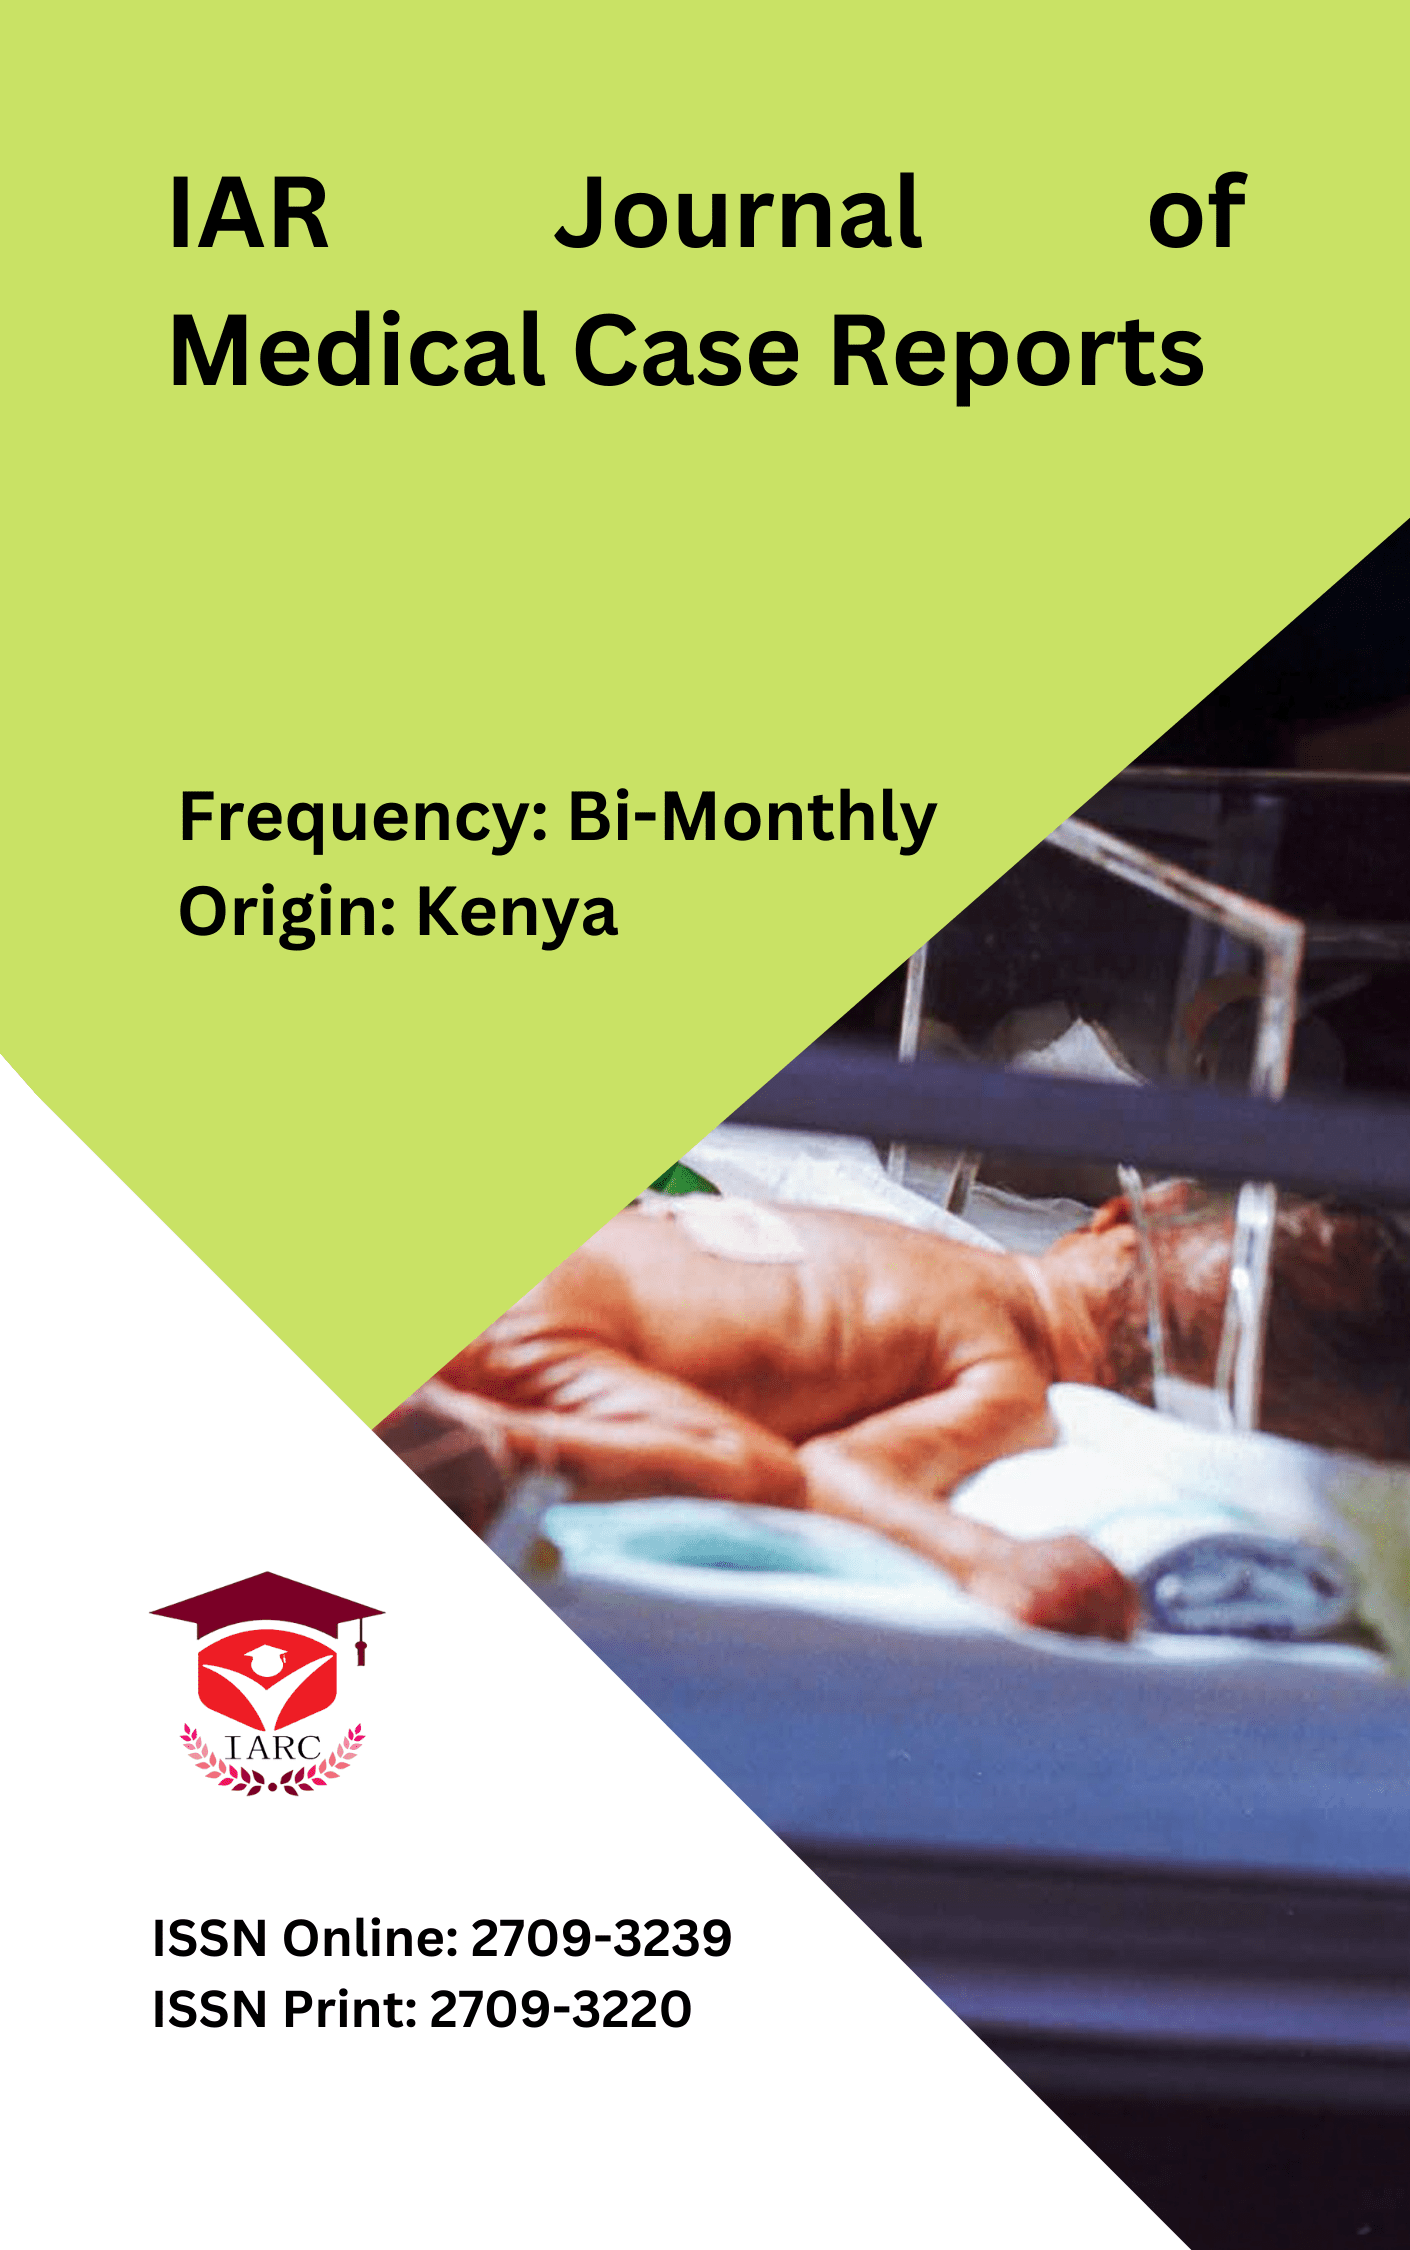 IAR Journal of
Medical Case Reports
Frequency: Bi-Monthly
Origin: Kenya
IARC
ISSN Online: 2709-3239
ISSN Print: 2709-3220